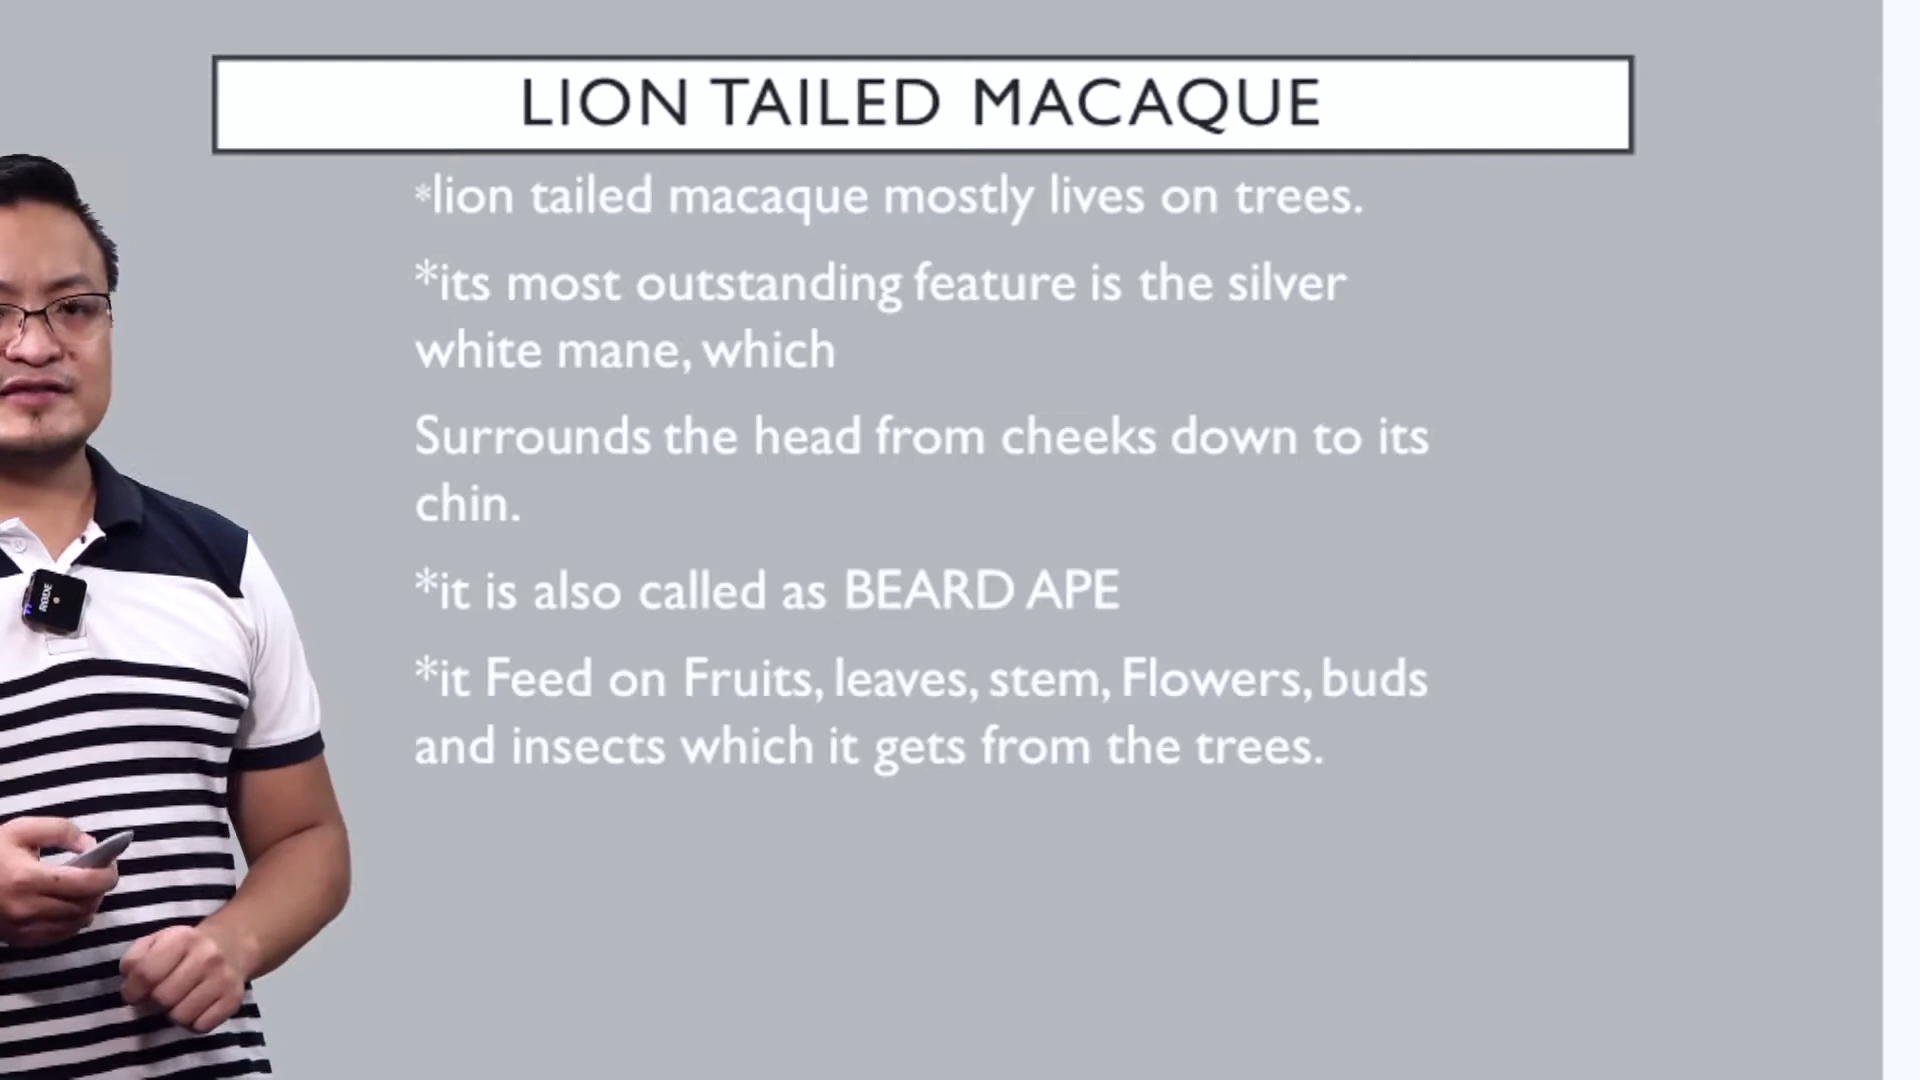 LION TAILED MACAQUE
*lion tailed macaque mostly lives on trees.
*its most outstanding feature is the silver
white mane, which
Surrounds the head from cheeks down to its
chin.
*it is also called as BEARD APE
*it Feed on Fruits, leaves, stem, Flowers, buds
and insects which it gets from the trees.
RØDE